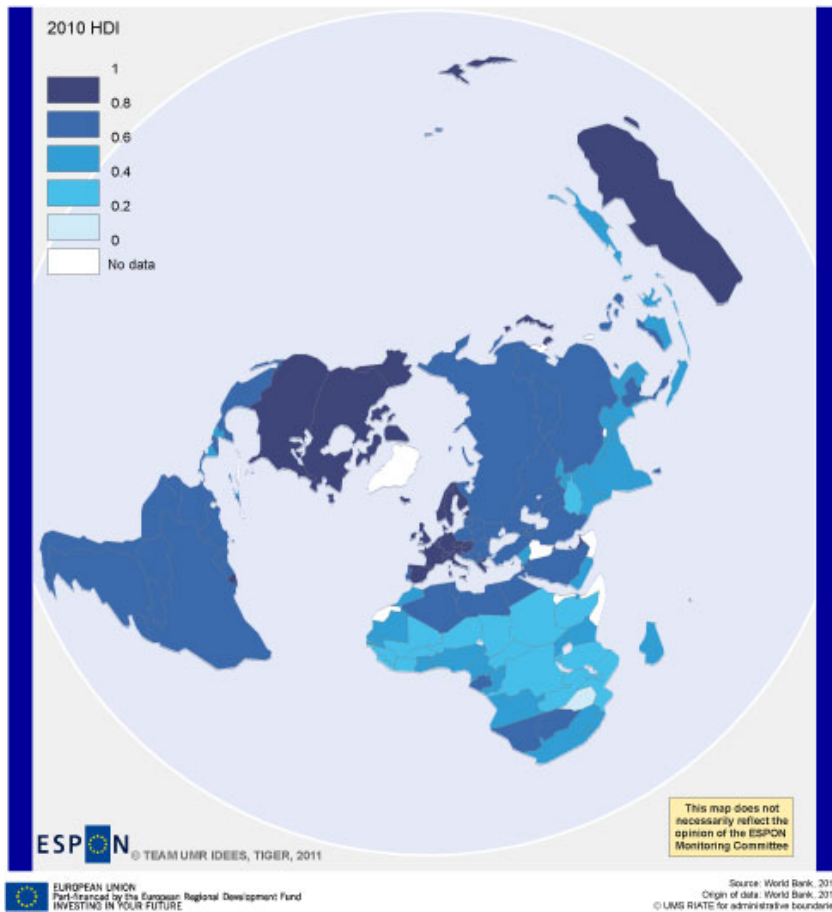 2010 HDI
1
0.8
0.6
0.4
0.2
0
No data
This map does not
necessarily reflect the
opinion of the ESPON
Monitoring Committee
ESPON © TEAM UMR IDEES, TIGER, 2011
EUROPEAN UNION
Part-financed by the European Regional Development Fund
INVESTING IN YOUR FUTURE
Source: World Bank, 201
Origin of data: World Bank, 201
© UMS RIATE for administrative boundarie